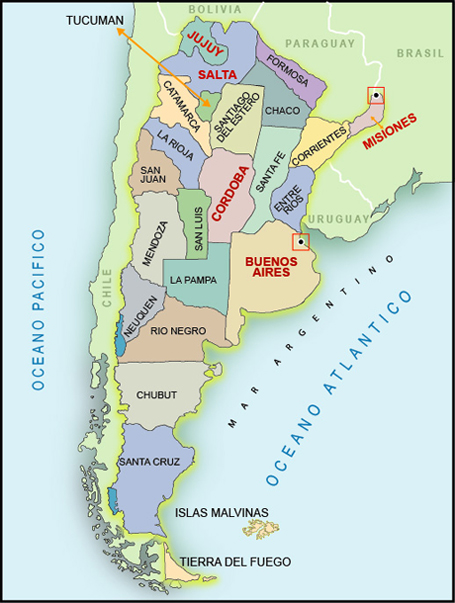 BOLIVIA
TUCUMAN
PARAGUAY
JUJUY
BRASIL
SALTA
FORMOSA
CATAMARCA
SANTIAGO
DEL ESTERO
CHACO
MISIONES
CORRIENTES
LA RIOJA
SANTA FE
SAN
JUAN
CORDOBA
ENTRE
RIOS
URUGUAY
MENDOZA
SAN LUIS
BUENOS
AIRES
CHILE
LA PAMPA
NEUQUEN
RIO NEGRO
OCEANO PACIFICO
MAR ARGENTINO
OCEANO ATLANTICO
CHUBUT
SANTA CRUZ
ISLAS MALVINAS
TIERRA DEL FUEGO